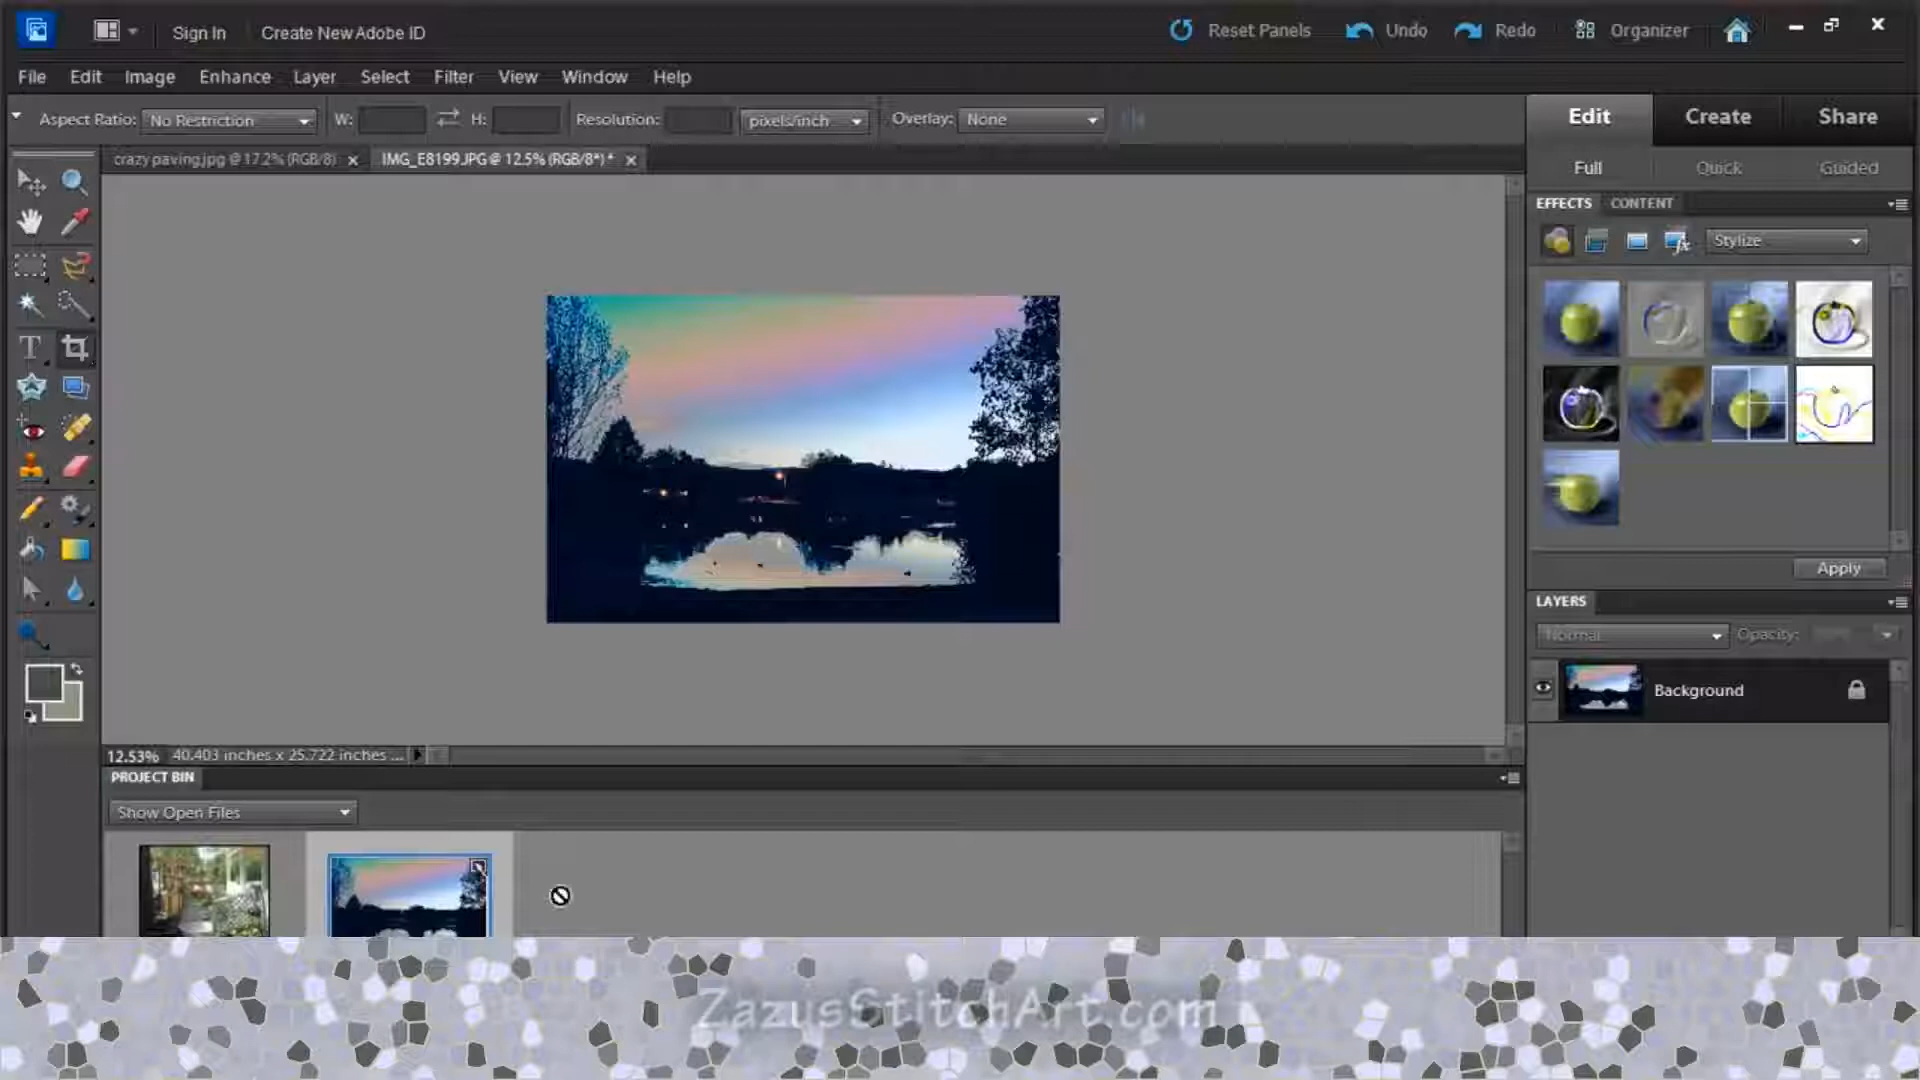 Sign In
Create New Adobe ID
Reset Panels
Undo
Redo
Organizer
File Edit Image Enhance Layer Select Filter View Window Help
Aspect Ratio: No Restriction W: H: Resolution: pixels/inch Overlay: None
Edit Create Share
crazy paving.jpg @ 17.2% (RGB/8)
IMG_E8199.JPG @ 12.5% (RGB/8*) *
Full Quick Guided
EFFECTS CONTENT
Stylize
Apply
LAYERS
Normal Opacity:
Background
12.53% 40.403 inches x 25.722 inches ...
PROJECT BIN
Show Open Files
ZazusStitchArt.com